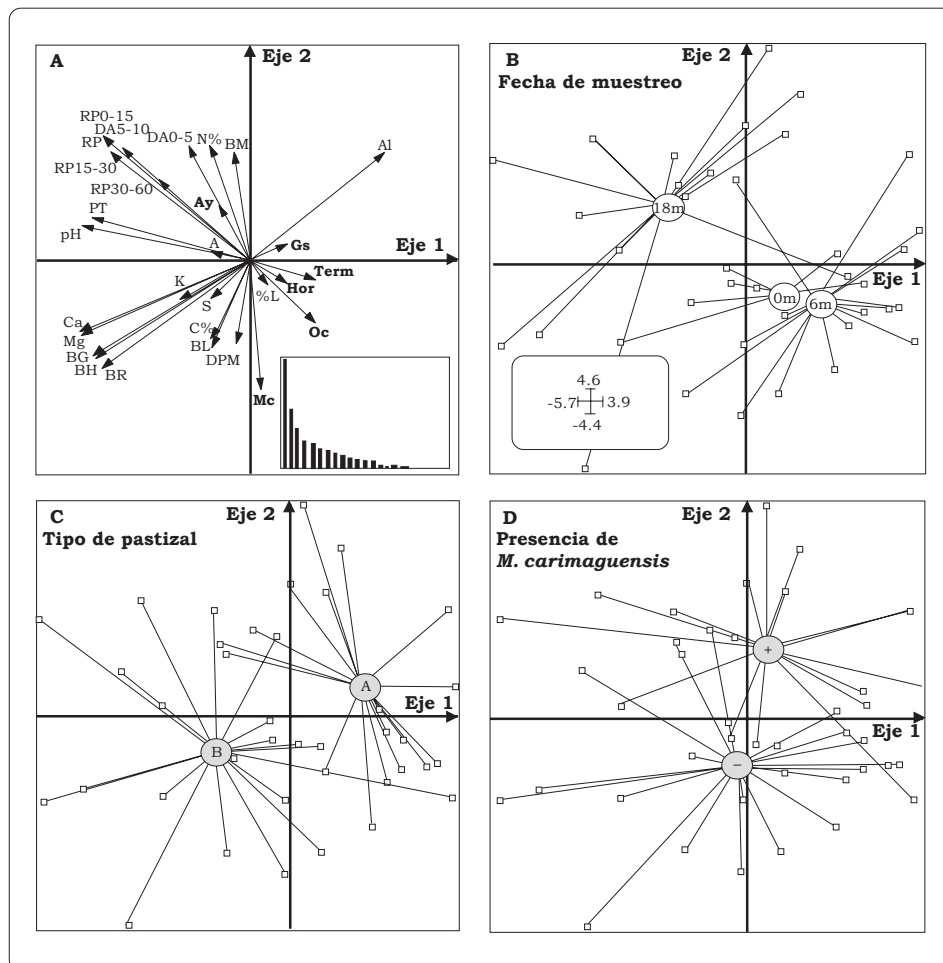 A
Eje 2
RP0-15
DA5-10
DA0-5
N%
BM
Al
RP
RP15-30
RP30-60
Ay
PT
pH
A
Gs
Eje 1
Term
Hor
K
S
%L
Ca
Mg
C%
Oc
BG
BL
BH
BR
DPM
Mc
B
Eje 2
Fecha de muestreo
18m
Eje 1
0m
6m
4.6
-5.7
3.9
-4.4
C
Eje 2
Tipo de pastizal
A
Eje 1
B
D
Eje 2
Presencia de
M. carimaguensis
+
Eje 1
−